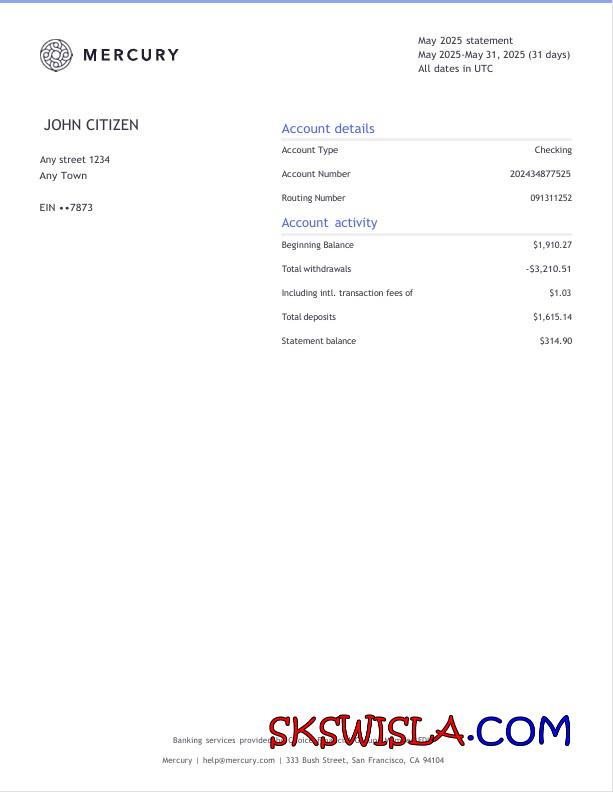 MERCURY
May 2025 statement
May 2025-May 31, 2025 (31 days)
All dates in UTC
JOHN CITIZEN
Any street 1234
Any Town
EIN ••7873
Account details
Account Type Checking
Account Number 202434877525
Routing Number 091311252
Account activity
Beginning Balance $1,910.27
Total withdrawals -$3,210.51
Including intl. transaction fees of $1.03
Total deposits $1,615.14
Statement balance $314.90
SKSWISLA.COM
Banking services provided
Mercury | help@mercury.com | 333 Bush Street, San Francisco, CA 94104